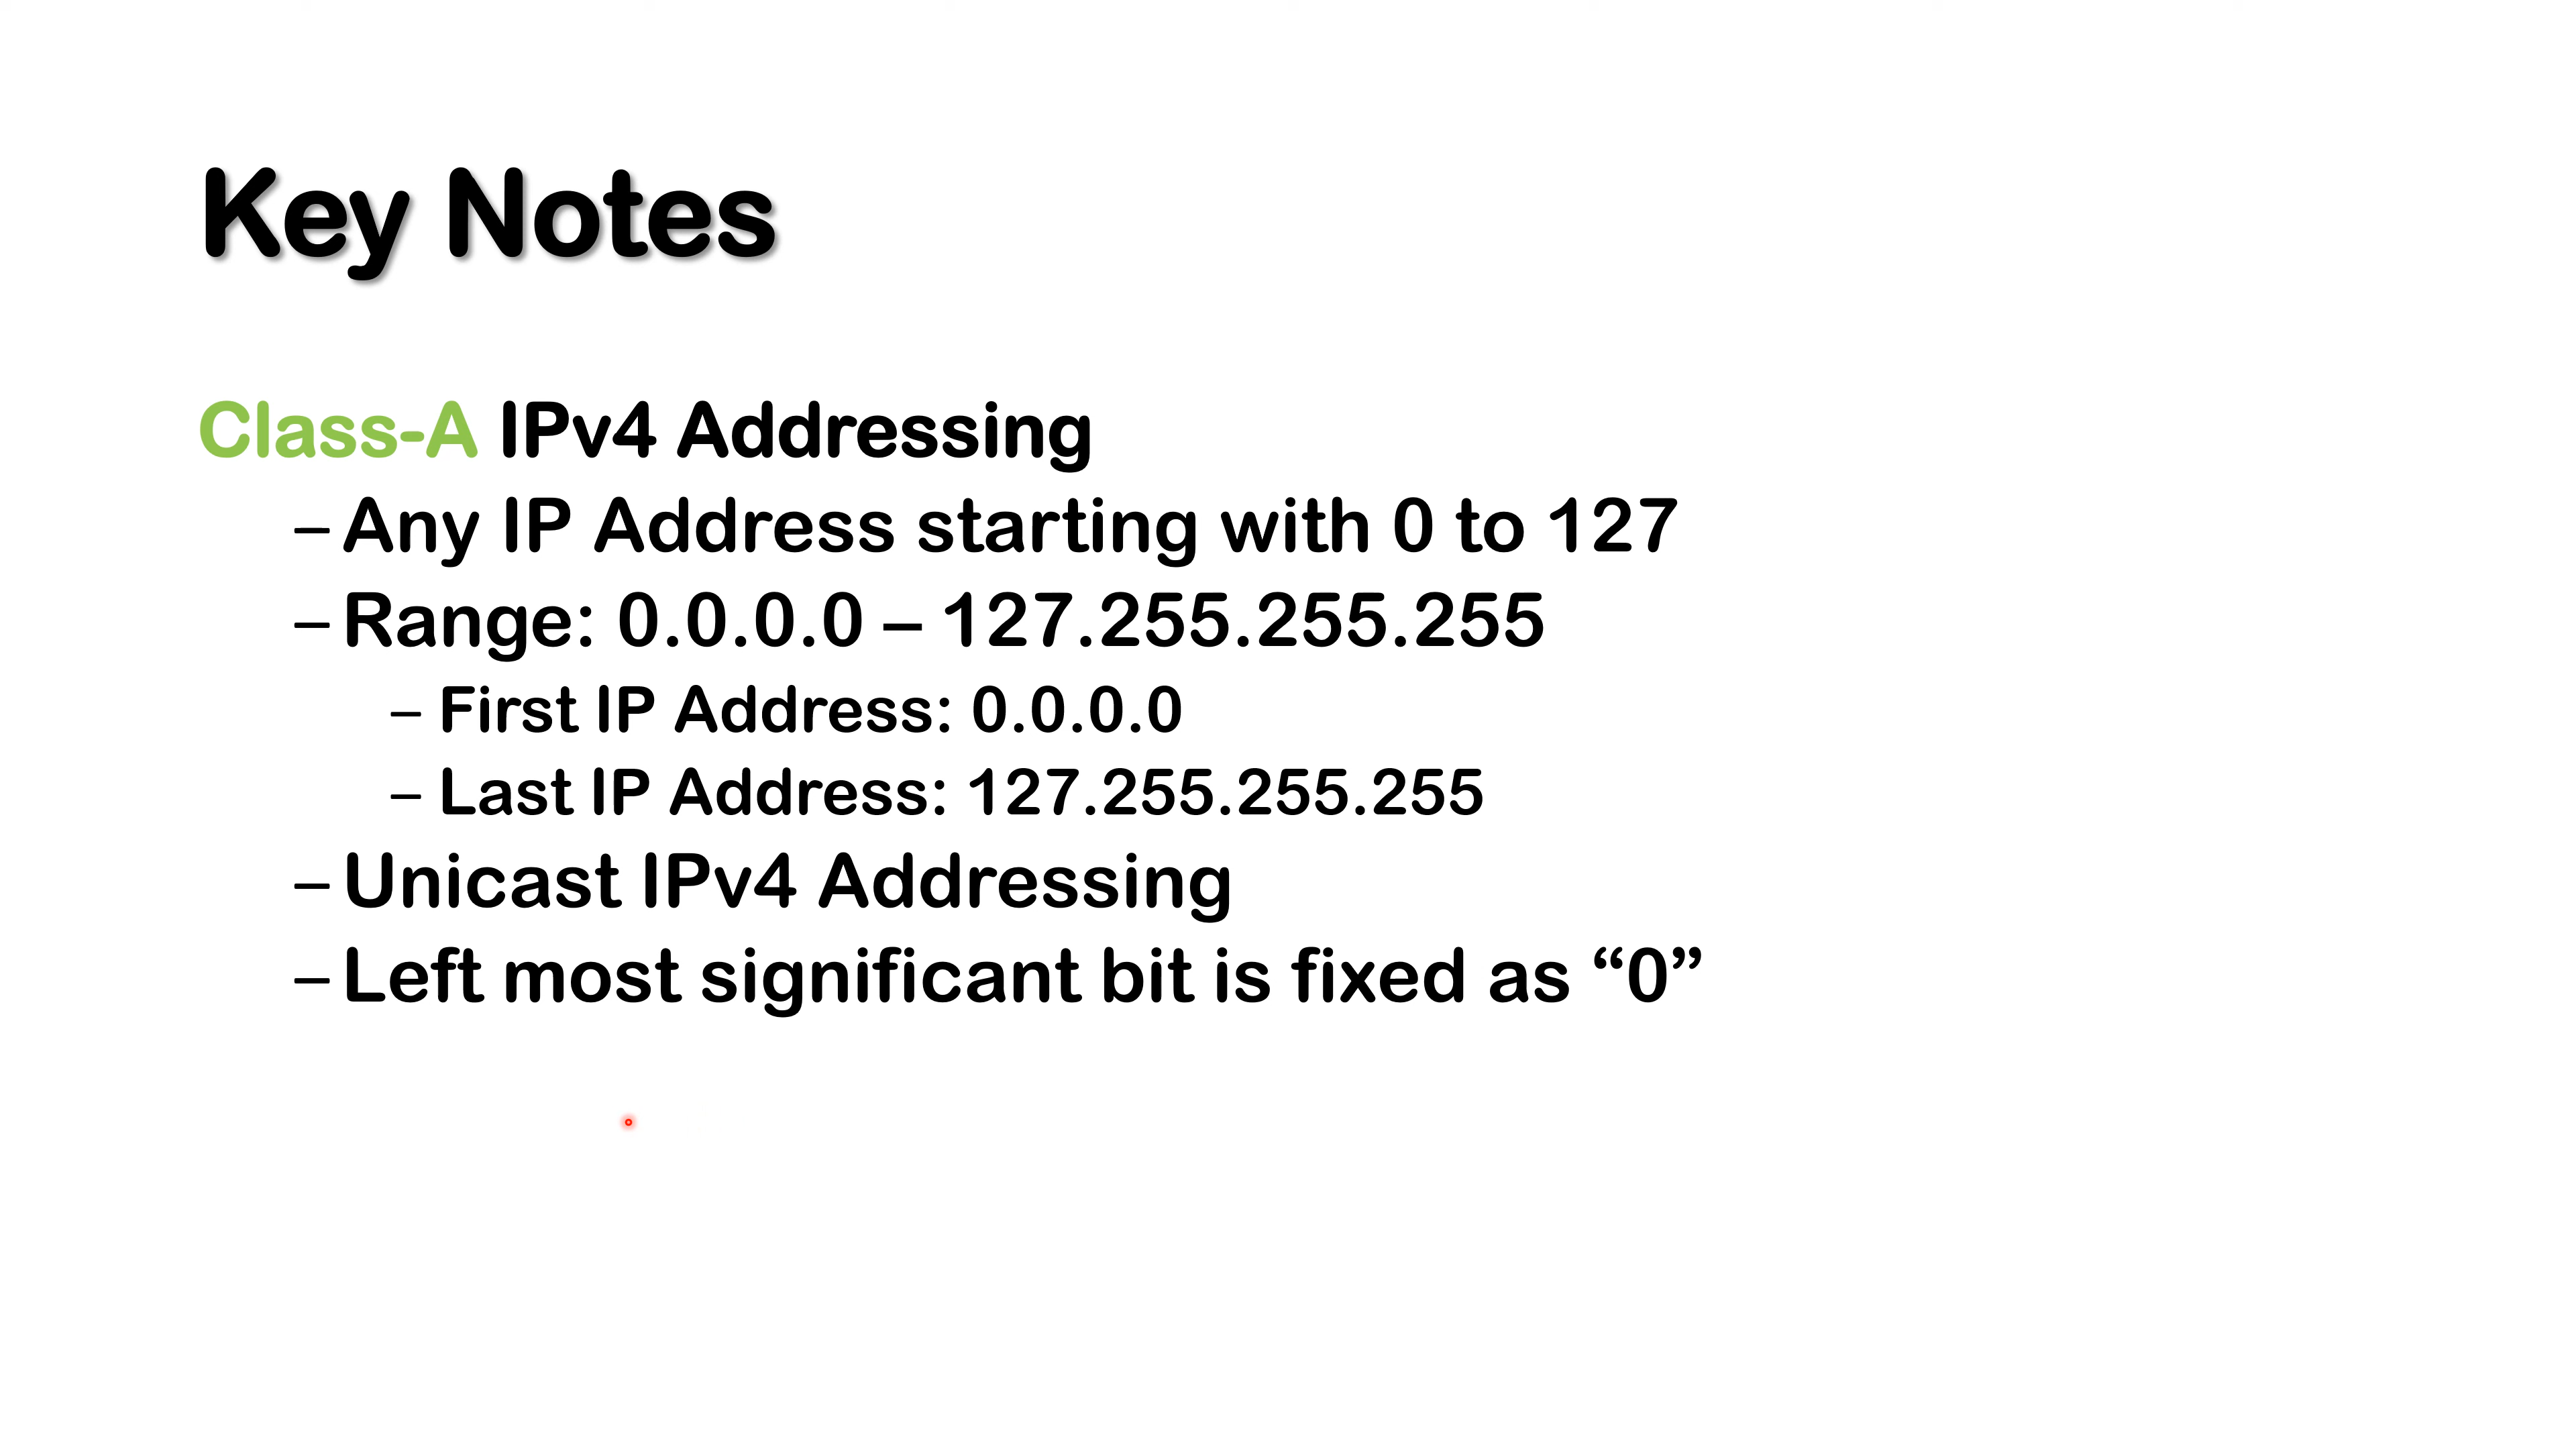 Key Notes
Class-A IPv4 Addressing
– Any IP Address starting with 0 to 127
– Range: 0.0.0.0 – 127.255.255.255
– First IP Address: 0.0.0.0
– Last IP Address: 127.255.255.255
– Unicast IPv4 Addressing
– Left most significant bit is fixed as “0”